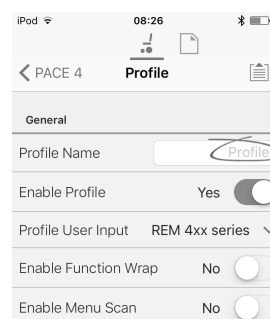 iPod 08:26
PACE 4 Profile
General
Profile Name Profile
Enable Profile Yes
Profile User Input REM 4xx series
Enable Function Wrap No
Enable Menu Scan No